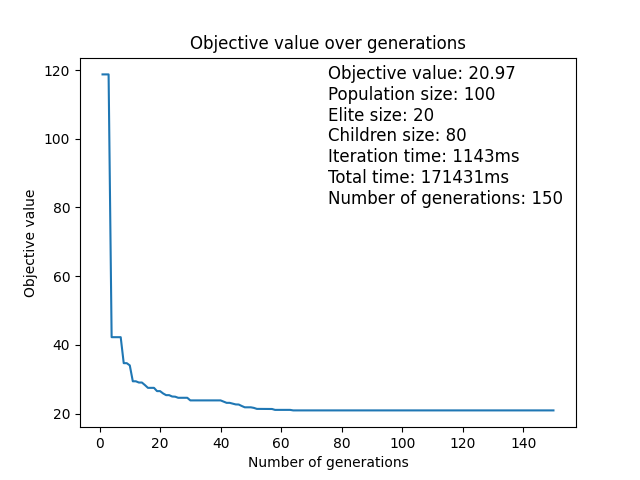 Objective value over generations
Objective value: 20.97
Population size: 100
Elite size: 20
Children size: 80
Iteration time: 1143ms
Total time: 171431ms
Number of generations: 150
Objective value
120
100
80
60
40
20
0 20 40 60 80 100 120 140
Number of generations